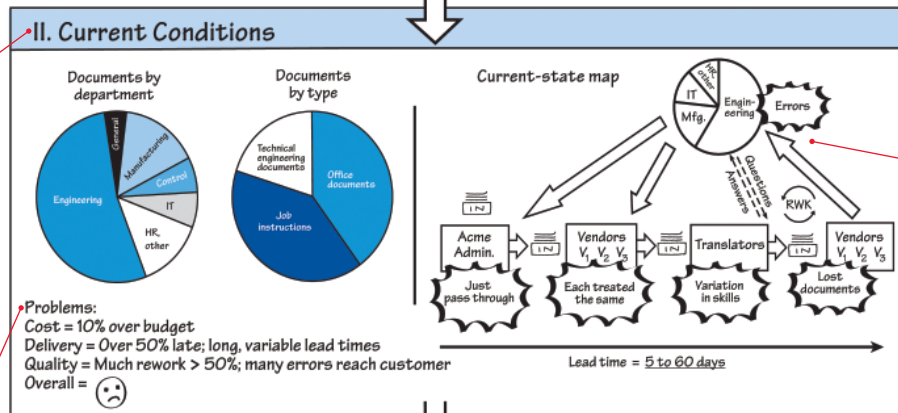 II. Current Conditions
Documents by
department
General
Manufacturing
Control
IT
HR,
other
Engineering
Documents
by type
Technical
engineering
documents
Office
documents
Job
instructions
Problems:
Cost = 10% over budget
Delivery = Over 50% late; long, variable lead times
Quality = Much rework > 50%; many errors reach customer
Overall =
Current-state map
HR,
other
IT
Mfg.
Engin-
eering
Errors
Questions
Answers
RWK
IN
Acme
Admin.
Just
pass through
IN
Vendors
V1 V2 V3
Each treated
the same
IN
Translators
Variation
in skills
IN
Vendors
V1 V2 V3
Lost
documents
Lead time = 5 to 60 days